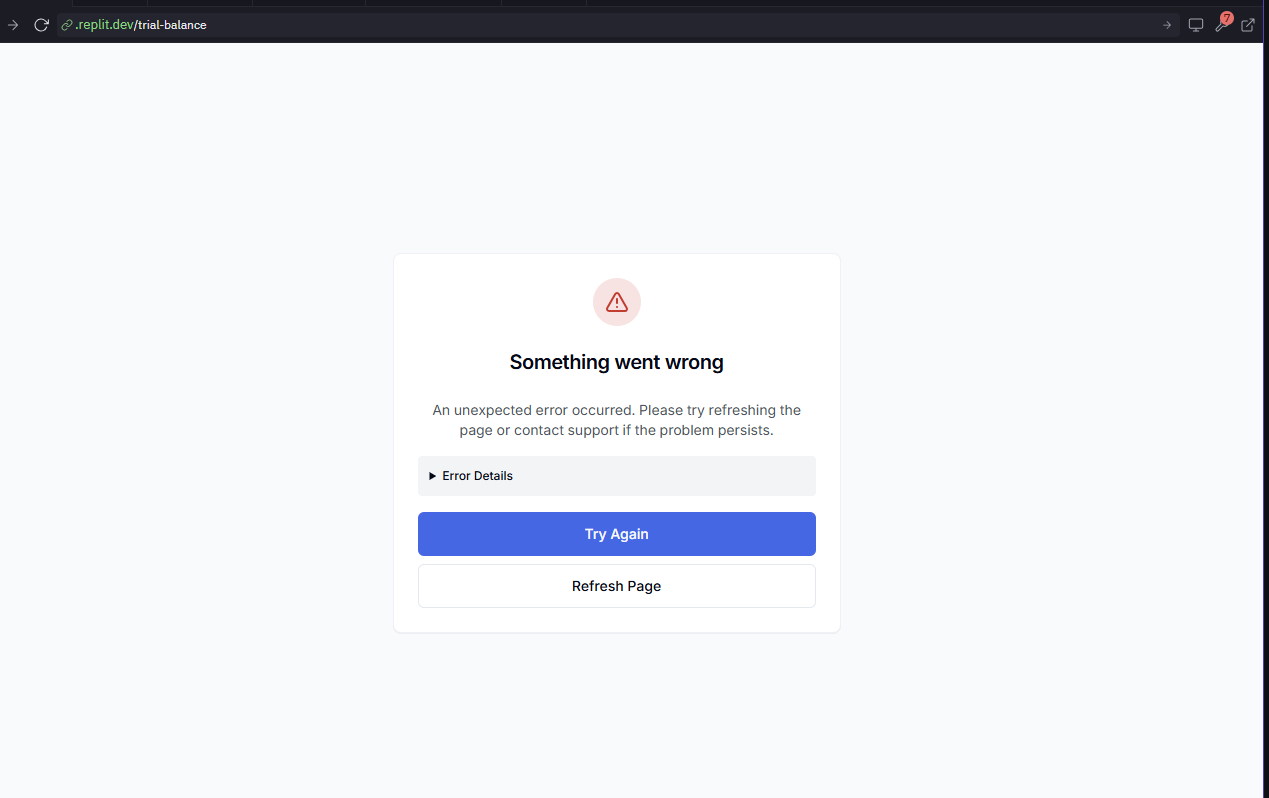 .replit.dev/trial-balance
7
Something went wrong
An unexpected error occurred. Please try refreshing the
page or contact support if the problem persists.
Error Details
Try Again
Refresh Page